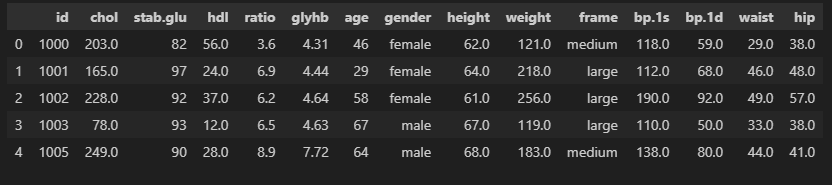 id chol stab.glu hdl ratio glyhb age gender height weight frame bp.1s bp.1d waist hip
0 1000 203.0 82 56.0 3.6 4.31 46 female 62.0 121.0 medium 118.0 59.0 29.0 38.0
1 1001 165.0 97 24.0 6.9 4.44 29 female 64.0 218.0 large 112.0 68.0 46.0 48.0
2 1002 228.0 92 37.0 6.2 4.64 58 female 61.0 256.0 large 190.0 92.0 49.0 57.0
3 1003 78.0 93 12.0 6.5 4.63 67 male 67.0 119.0 large 110.0 50.0 33.0 38.0
4 1005 249.0 90 28.0 8.9 7.72 64 male 68.0 183.0 medium 138.0 80.0 44.0 41.0